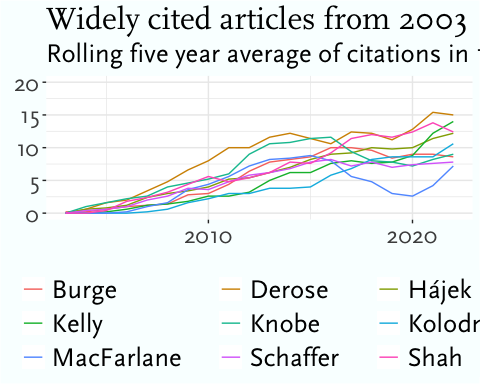 Widely cited articles from 2003
Rolling five year average of citations in
20
15
10
5
0
2010 2020
Burge Derose Hájek
Kelly Knobe Kolodn
MacFarlane Schaffer Shah